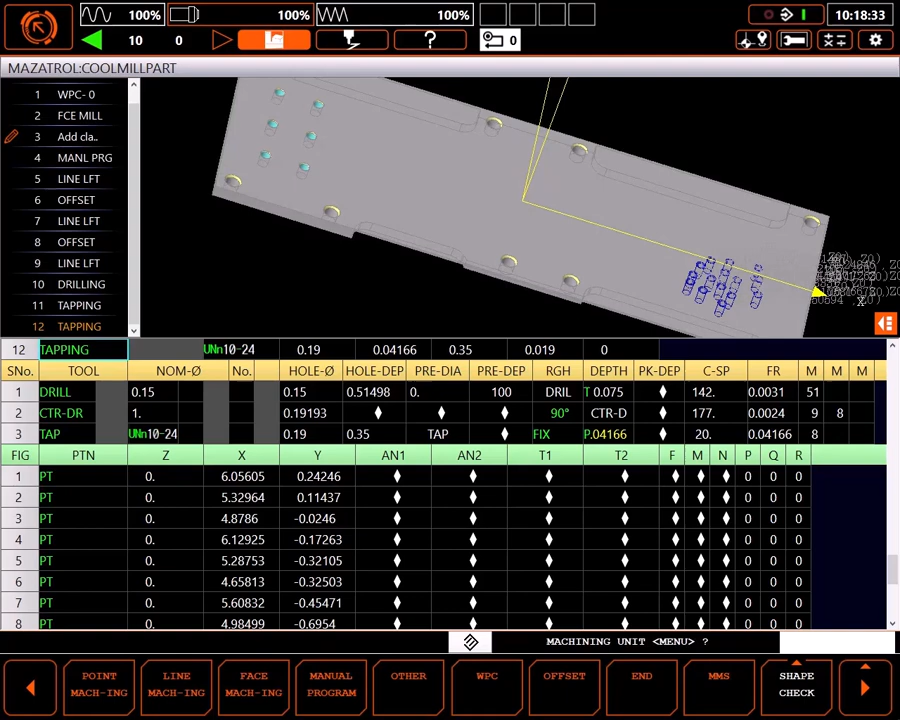 100% 100% 100% 10:18:33
10 0 ? 0
MAZATROL:COOLMILLPART
1 WPC- 0
2 FCE MILL
3 Add cla..
4 MANL PRG
5 LINE LFT
6 OFFSET
7 LINE LFT
8 OFFSET
9 LINE LFT
10 DRILLING
11 TAPPING
12 TAPPING
X
12 TAPPING UNn10-24 0.19 0.04166 0.35 0.019 0
SNo. TOOL NOM-Ø No. HOLE-Ø HOLE-DEP PRE-DIA PRE-DEP RGH DEPTH PK-DEP C-SP FR M M M
1 DRILL 0.15 0.15 0.51498 0. 100 DRIL T 0.075 ♦ 142. 0.0031 51
2 CTR-DR 1. 0.19193 ♦ ♦ ♦ 90° CTR-D ♦ 177. 0.0024 9 8
3 TAP UNn10-24 0.19 0.35 TAP FIX P.04166 ♦ 20. 0.04166 8
FIG PTN Z X Y AN1 AN2 T1 T2 F M N P Q R
1 PT 0. 6.05605 0.24246 ♦ ♦ ♦ ♦ ♦ ♦ ♦ 0 0 0
2 PT 0. 5.32964 0.11437 ♦ ♦ ♦ ♦ ♦ ♦ ♦ 0 0 0
3 PT 0. 4.8786 -0.0246 ♦ ♦ ♦ ♦ ♦ ♦ ♦ 0 0 0
4 PT 0. 6.12925 -0.17263 ♦ ♦ ♦ ♦ ♦ ♦ ♦ 0 0 0
5 PT 0. 5.28753 -0.32105 ♦ ♦ ♦ ♦ ♦ ♦ ♦ 0 0 0
6 PT 0. 4.65813 -0.32503 ♦ ♦ ♦ ♦ ♦ ♦ ♦ 0 0 0
7 PT 0. 5.60832 -0.45471 ♦ ♦ ♦ ♦ ♦ ♦ ♦ 0 0 0
8 PT 0. 4.98499 -0.6954 ♦ ♦ ♦ ♦ ♦ ♦ ♦ 0 0 0
MACHINING UNIT <MENU> ?
POINT LINE FACE MANUAL OTHER WPC OFFSET END MMS SHAPE
MACH-ING MACH-ING MACH-ING PROGRAM CHECK